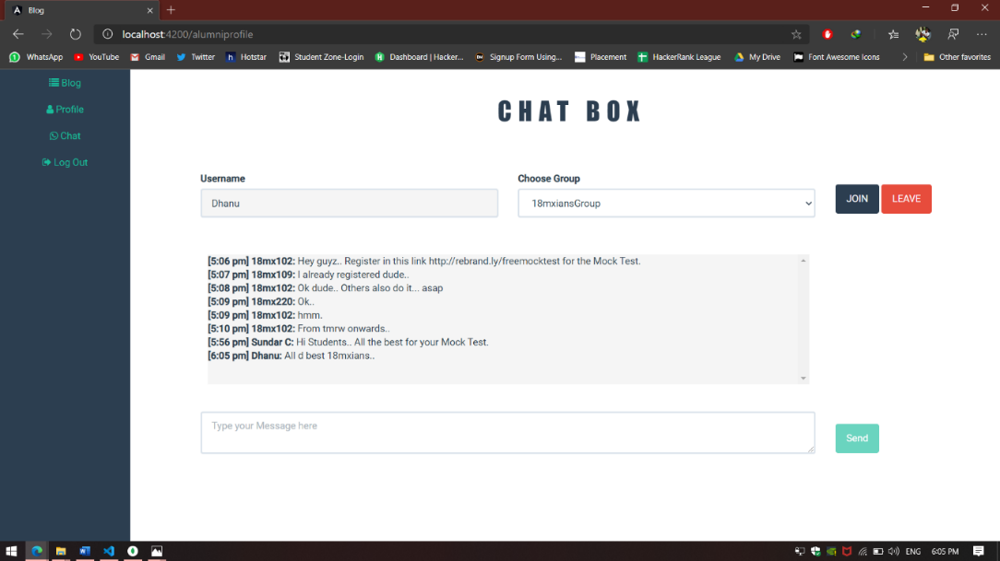 Blog
localhost:4200/alumniprofile
WhatsApp YouTube Gmail Twitter Hotstar Student Zone-Login Dashboard | Hacker... Signup Form Using... Placement HackerRank League My Drive Font Awesome Icons Other favorites
Blog
Profile
Chat
Log Out
CHAT BOX
Username
Choose Group
Dhanu
18mxiansGroup
JOIN
LEAVE
[5:06 pm] 18mx102: Hey guyz.. Register in this link http://rebrand.ly/freemocktest for the Mock Test.
[5:07 pm] 18mx109: I already registered dude..
[5:08 pm] 18mx102: Ok dude.. Others also do it... asap
[5:09 pm] 18mx220: Ok..
[5:09 pm] 18mx102: hmm.
[5:10 pm] 18mx102: From tmrw onwards..
[5:56 pm] Sundar C: Hi Students.. All the best for your Mock Test.
[6:05 pm] Dhanu: All d best 18mxians..
Type your Message here
Send
ENG
6:05 PM